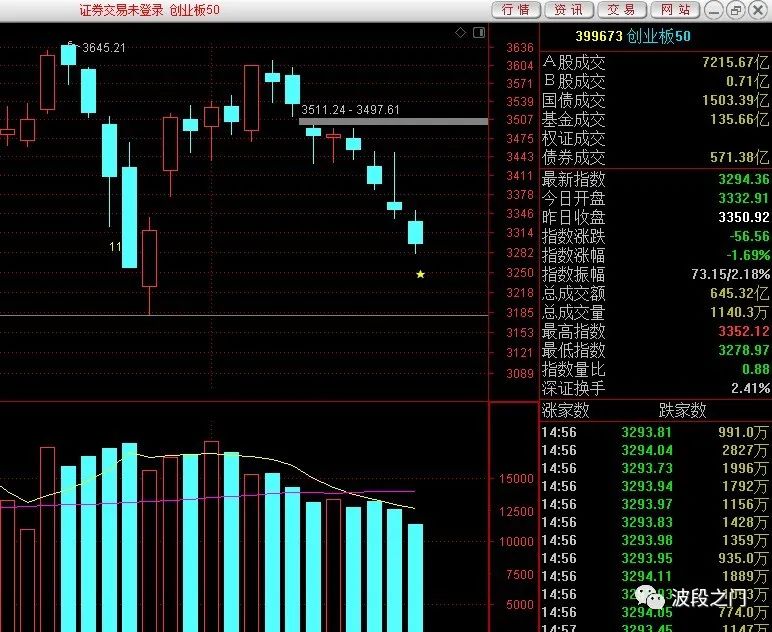 证券交易未登录 创业板50
行 情 资 讯 交 易 网 站
399673 创业板50
3645.21
3511.24 - 3497.61
11
3636
3604
3571
3539
3507
3475
3443
3411
3378
3346
3314
3282
3250
3218
3185
3153
3121
3089
15000
12500
10000
7500
5000
A股成交 7215.67亿
B股成交 0.71亿
国债成交 1503.39亿
基金成交 135.66亿
权证成交
债券成交 571.38亿
最新指数 3294.36
今日开盘 3332.91
昨日收盘 3350.92
指数涨跌 -56.56
指数涨幅 -1.69%
指数振幅 73.15/2.18%
总成交额 645.32亿
总成交量 1140.3万
最高指数 3352.12
最低指数 3278.97
指数量比 0.88
深证换手 2.41%
涨家数 跌家数
14:56 3293.81 991.0万
14:56 3294.04 2827万
14:56 3293.73 1996万
14:56 3293.94 1792万
14:56 3293.97 1156万
14:56 3293.83 1428万
14:56 3293.98 1359万
14:56 3293.95 935.0万
14:56 3294.11 1889万
14:56
波段之门
14:56 3294.05 774.0万
14:57 3293.45 1147万